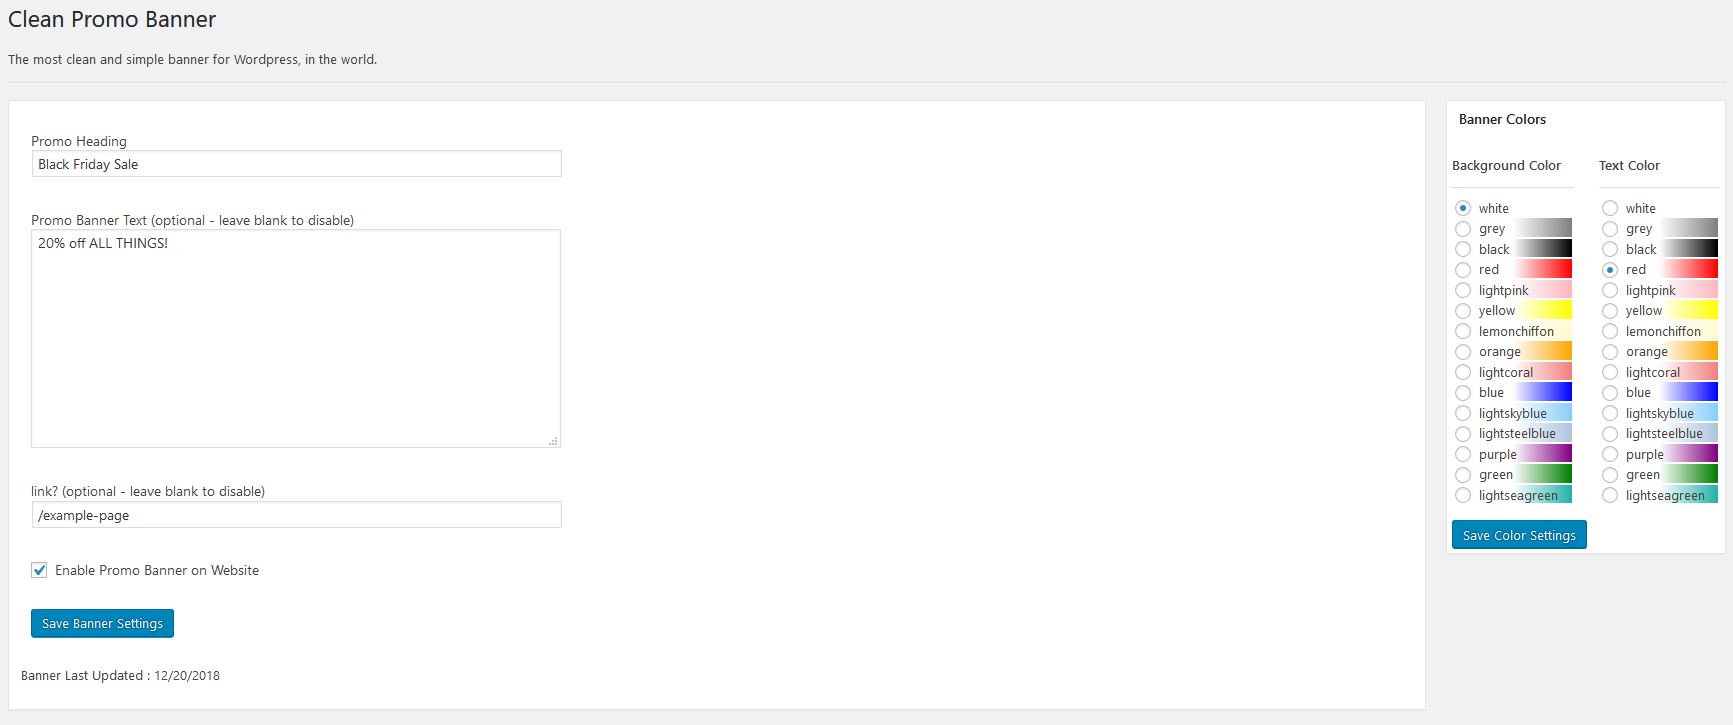 Clean Promo Banner
The most clean and simple banner for Wordpress, in the world.
Promo Heading
Black Friday Sale
Promo Banner Text (optional - leave blank to disable)
20% off ALL THINGS!
link? (optional - leave blank to disable)
/example-page
Enable Promo Banner on Website
Save Banner Settings
Banner Last Updated : 12/20/2018
Banner Colors
Background Color
white
grey
black
red
lightpink
yellow
lemonchiffon
orange
lightcoral
blue
lightskyblue
lightsteelblue
purple
green
lightseagreen
Text Color
white
grey
black
red
lightpink
yellow
lemonchiffon
orange
lightcoral
blue
lightskyblue
lightsteelblue
purple
green
lightseagreen
Save Color Settings